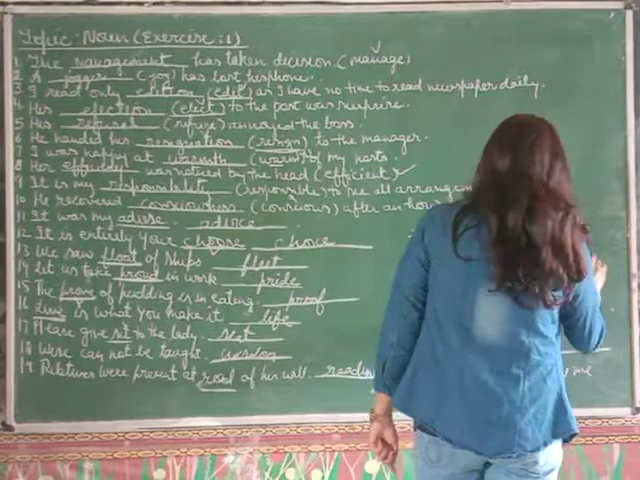 Topic: Noun (Exercise: 1)
1. The management has taken decision. (manage)
2. A jogger (jog) has lost his phone.
3. I read only edition (edit) as I have no time to read newspaper daily.
4. His election (elect) to the post was surprise.
5. His refusal (refuse) annoyed the boss.
6. He handed his resignation (resign) to the manager.
7. I was happy at warmth (warm) of my hosts.
8. Her efficiency was noticed by the head (efficient)
9. It is my responsibility (responsible) to see all arrangem
10. He recovered consciousness (conscious) after an hour
11. It was my advise advice
12. It is entirely your choose choice
13. We saw float of ships fleet
14. Let us take proud in work pride
15. The prove of pudding is in eating. proof
16. Live is what you make it life
17. Please give sit to the lady. seat
18. Were can not be taught.
19. Relatives were present at read of his will. readin
me